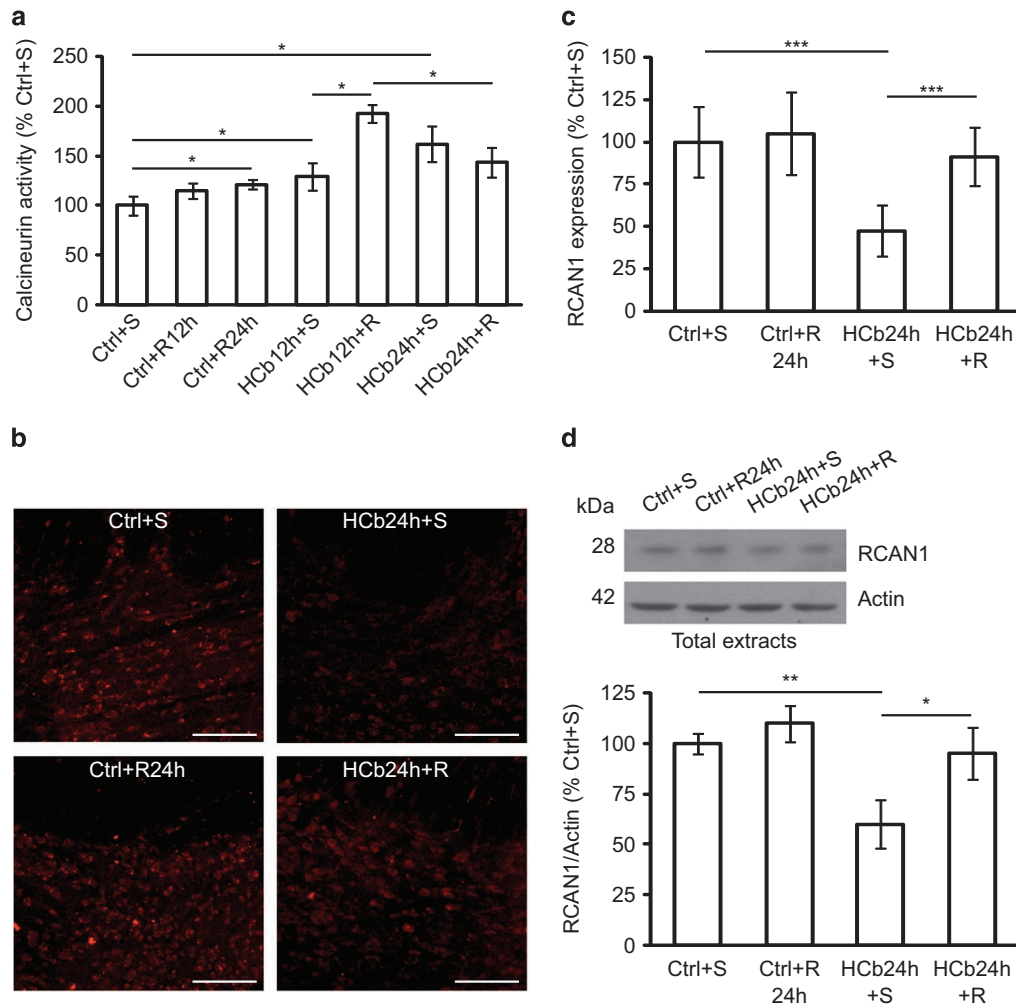 a
Calcineurin activity (% Ctrl+S)
250
200
150
100
50
0
*
*
*
*
*
Ctrl+S
Ctrl+R12h
Ctrl+R24h
HCb12h+S
HCb12h+R
HCb24h+S
HCb24h+R
b
Ctrl+S
HCb24h+S
Ctrl+R24h
HCb24h+R
c
RCAN1 expression (% Ctrl+S)
150
125
100
75
50
25
0
***
***
Ctrl+S
Ctrl+R
24h
HCb24h
+S
HCb24h
+R
d
Ctrl+S
Ctrl+R24h
HCb24h+S
HCb24h+R
kDa
28
RCAN1
42
Actin
Total extracts
RCAN1/Actin (% Ctrl+S)
125
100
75
50
25
0
**
*
Ctrl+S
Ctrl+R
24h
HCb24h
+S
HCb24h
+R